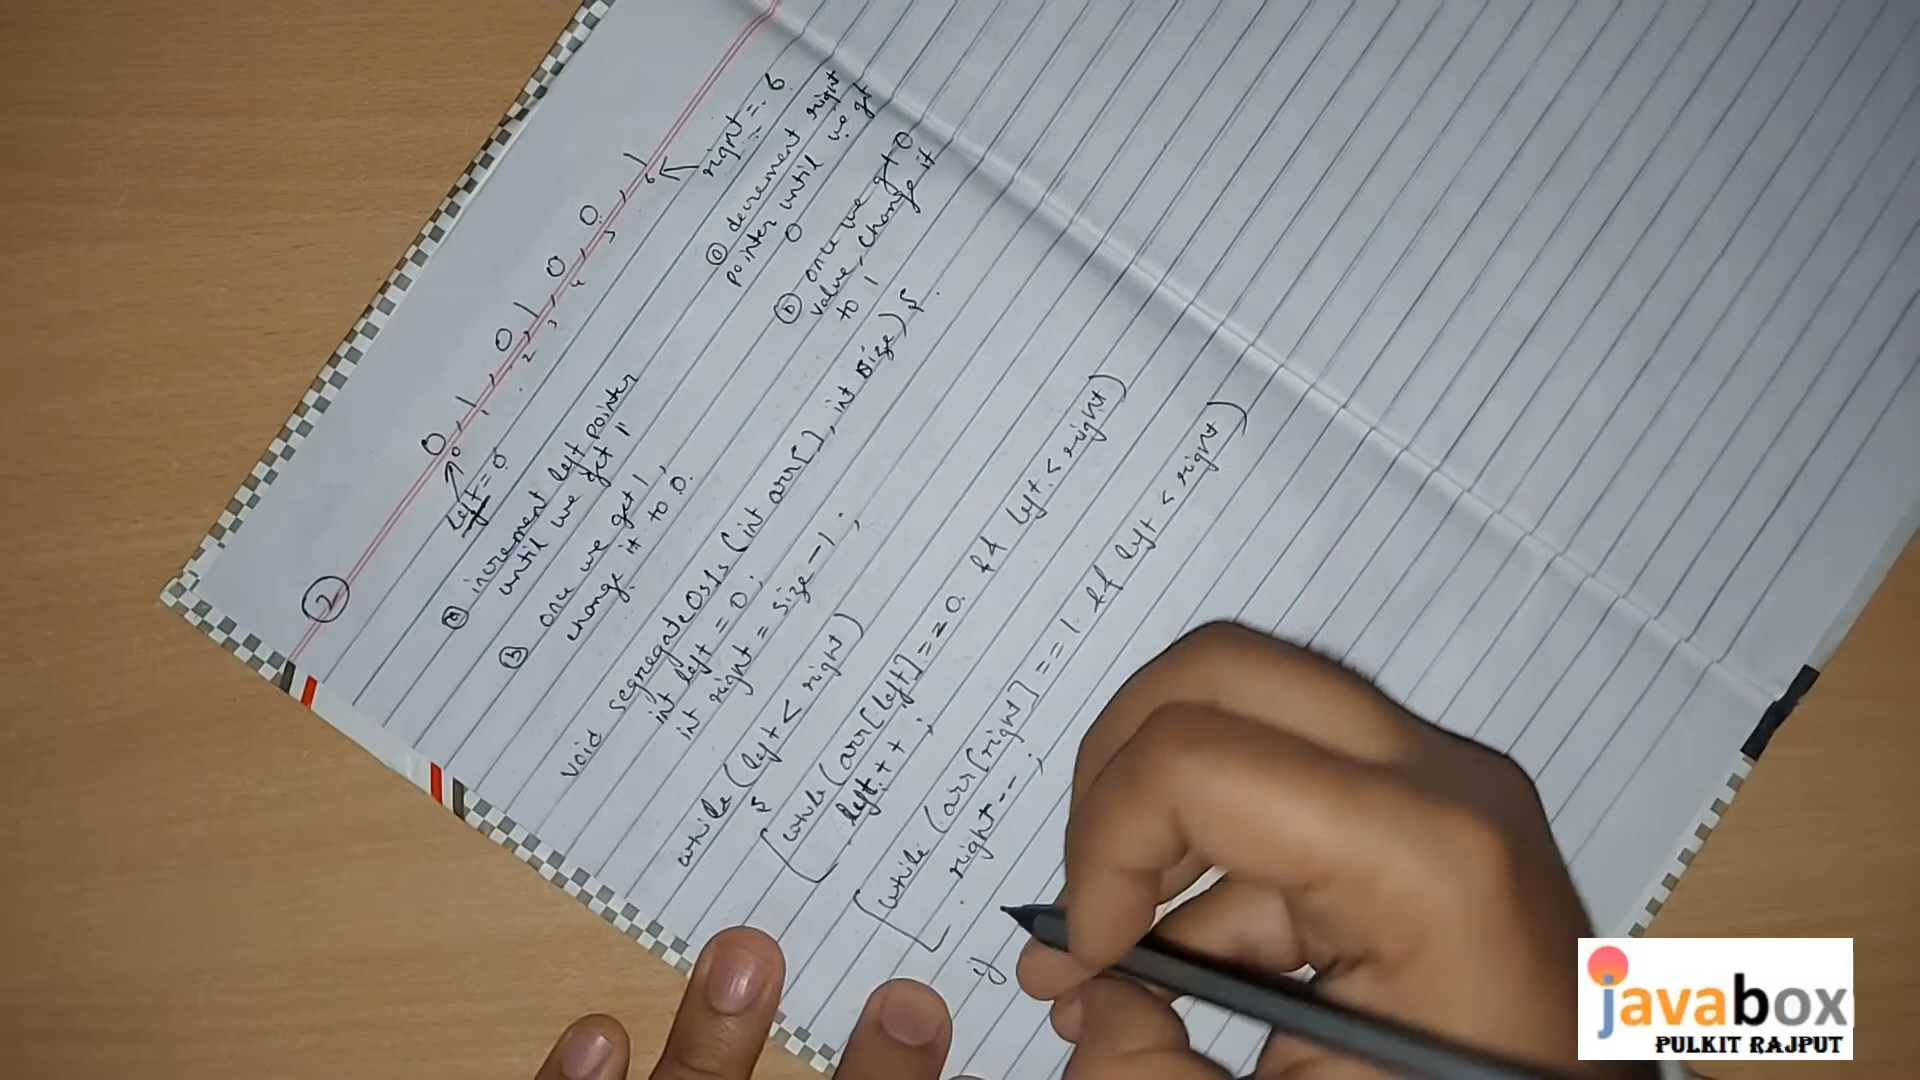 2
0, 1, 0, 1, 0, 0, 1
0 1 2 3 4 5 6
left = 0
right = 6
(a) increment left pointer
until we get 1
(b) once we get 1,
change it to 0.
(a) decrement right
pointer until we get
0
(b) once we get 0
value, change it
to 1
void segregate0s1s (int arr[], int size) {
int left = 0;
int right = size - 1;
while (left < right)
{
while (arr[left] == 0 && left < right)
left++;
while (arr[right] == 1 && left < right)
right--;
if
javabox
PULKIT RAJPUT